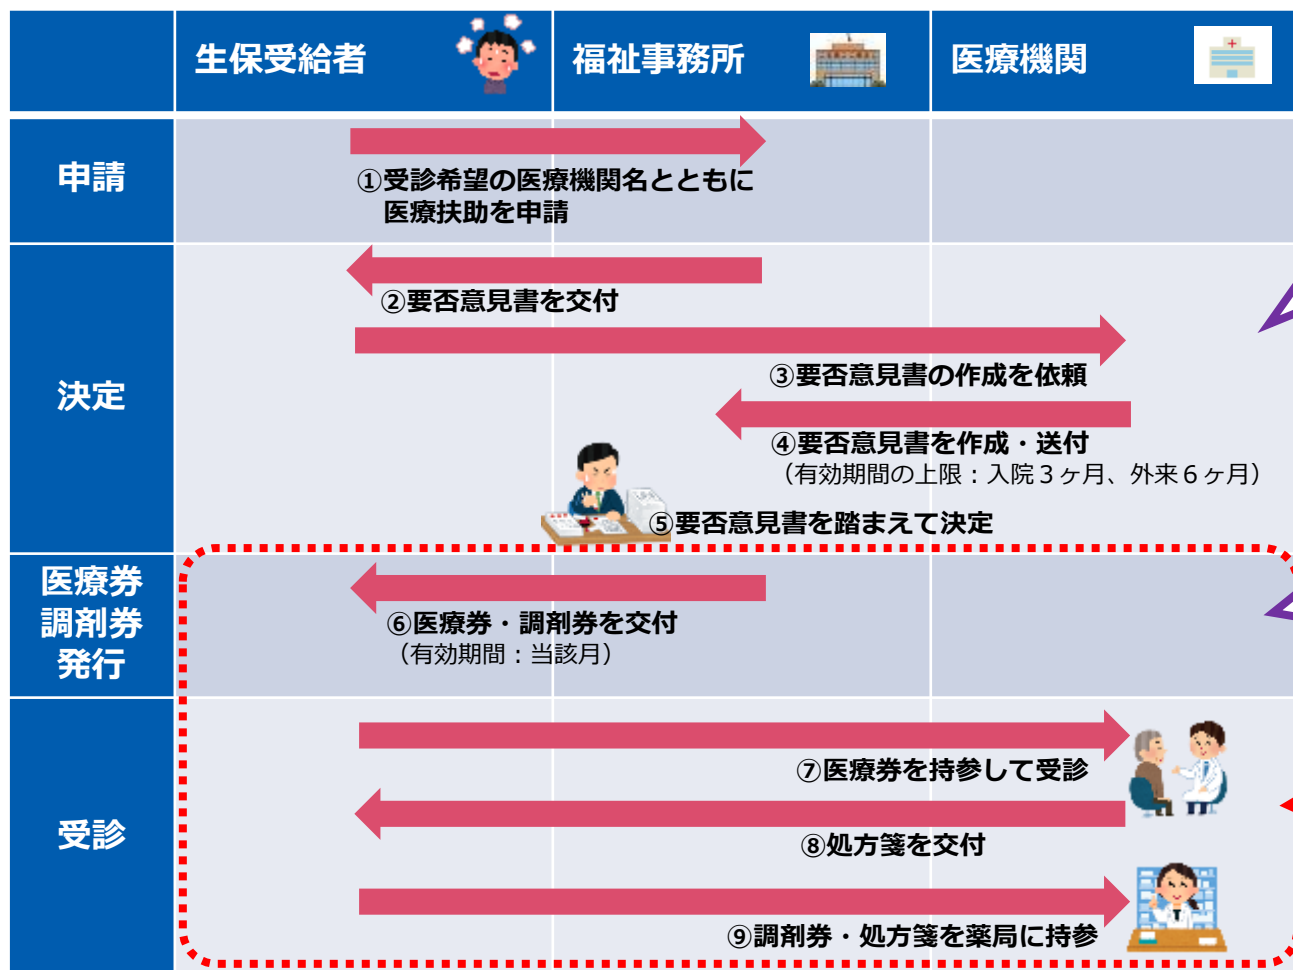 生保受給者
福祉事務所
医療機関
申請
①受診希望の医療機関名とともに
医療扶助を申請
決定
②要否意見書を交付
③要否意見書の作成を依頼
④要否意見書を作成・送付
（有効期間の上限：入院３ヶ月、外来６ヶ月）
⑤要否意見書を踏まえて決定
医療券
調剤券
発行
⑥医療券・調剤券を交付
（有効期間：当該月）
受診
⑦医療券を持参して受診
⑧処方箋を交付
⑨調剤券・処方箋を薬局に持参